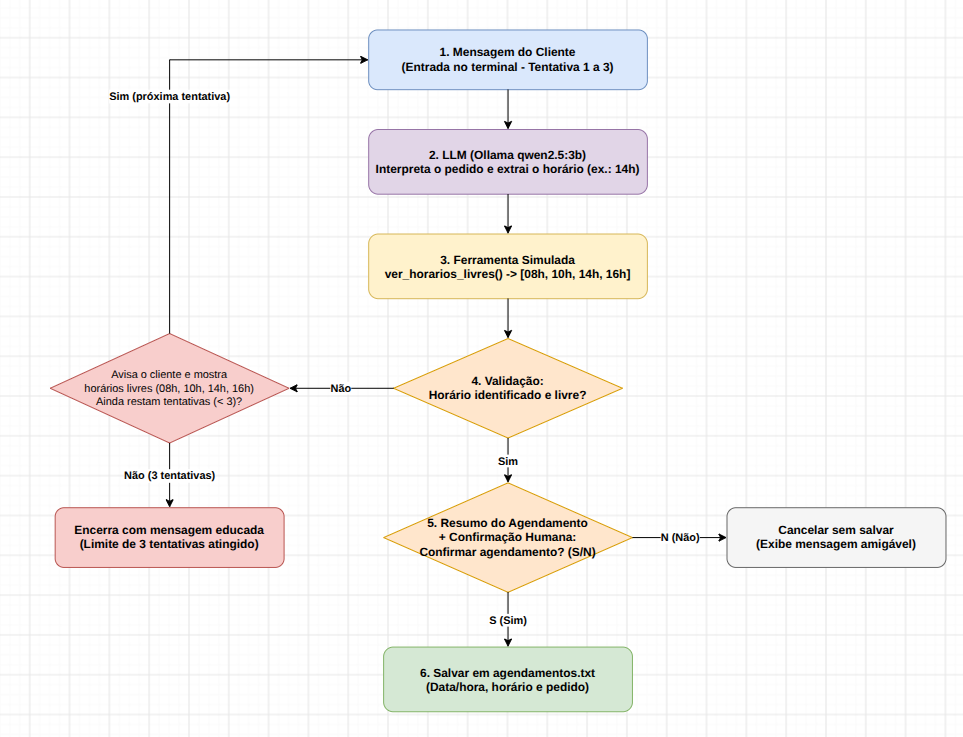 1. Mensagem do Cliente
(Entrada no terminal - Tentativa 1 a 3)
Sim (próxima tentativa)
2. LLM (Ollama qwen2.5:3b)
Interpreta o pedido e extrai o horário (ex.: 14h)
3. Ferramenta Simulada
ver_horarios_livres() -> [08h, 10h, 14h, 16h]
4. Validação:
Horário identificado e livre?
Não
Avisa o cliente e mostra
horários livres (08h, 10h, 14h, 16h)
Ainda restam tentativas (< 3)?
Sim
Não (3 tentativas)
Encerra com mensagem educada
(Limite de 3 tentativas atingido)
5. Resumo do Agendamento
+ Confirmação Humana:
Confirmar agendamento? (S/N)
N (Não)
Cancelar sem salvar
(Exibe mensagem amigável)
S (Sim)
6. Salvar em agendamentos.txt
(Data/hora, horário e pedido)